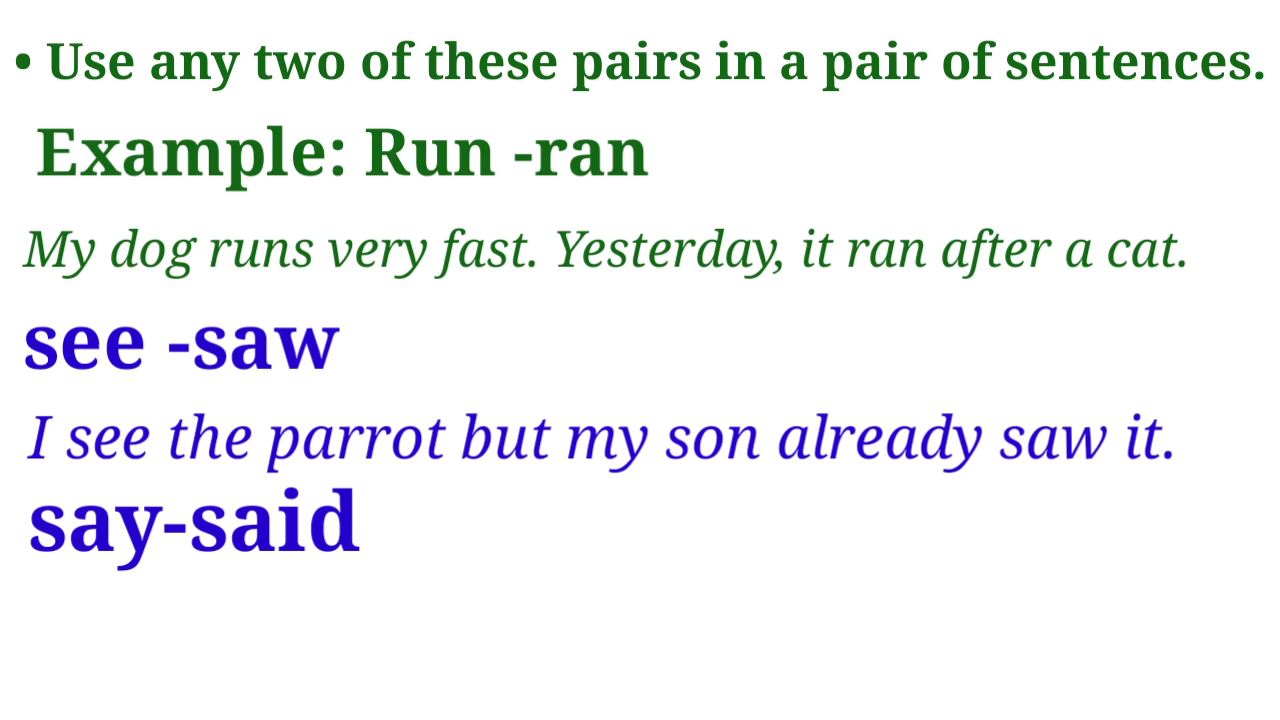 • Use any two of these pairs in a pair of sentences.
Example: Run -ran
My dog runs very fast. Yesterday, it ran after a cat.
see -saw
I see the parrot but my son already saw it.
say-said